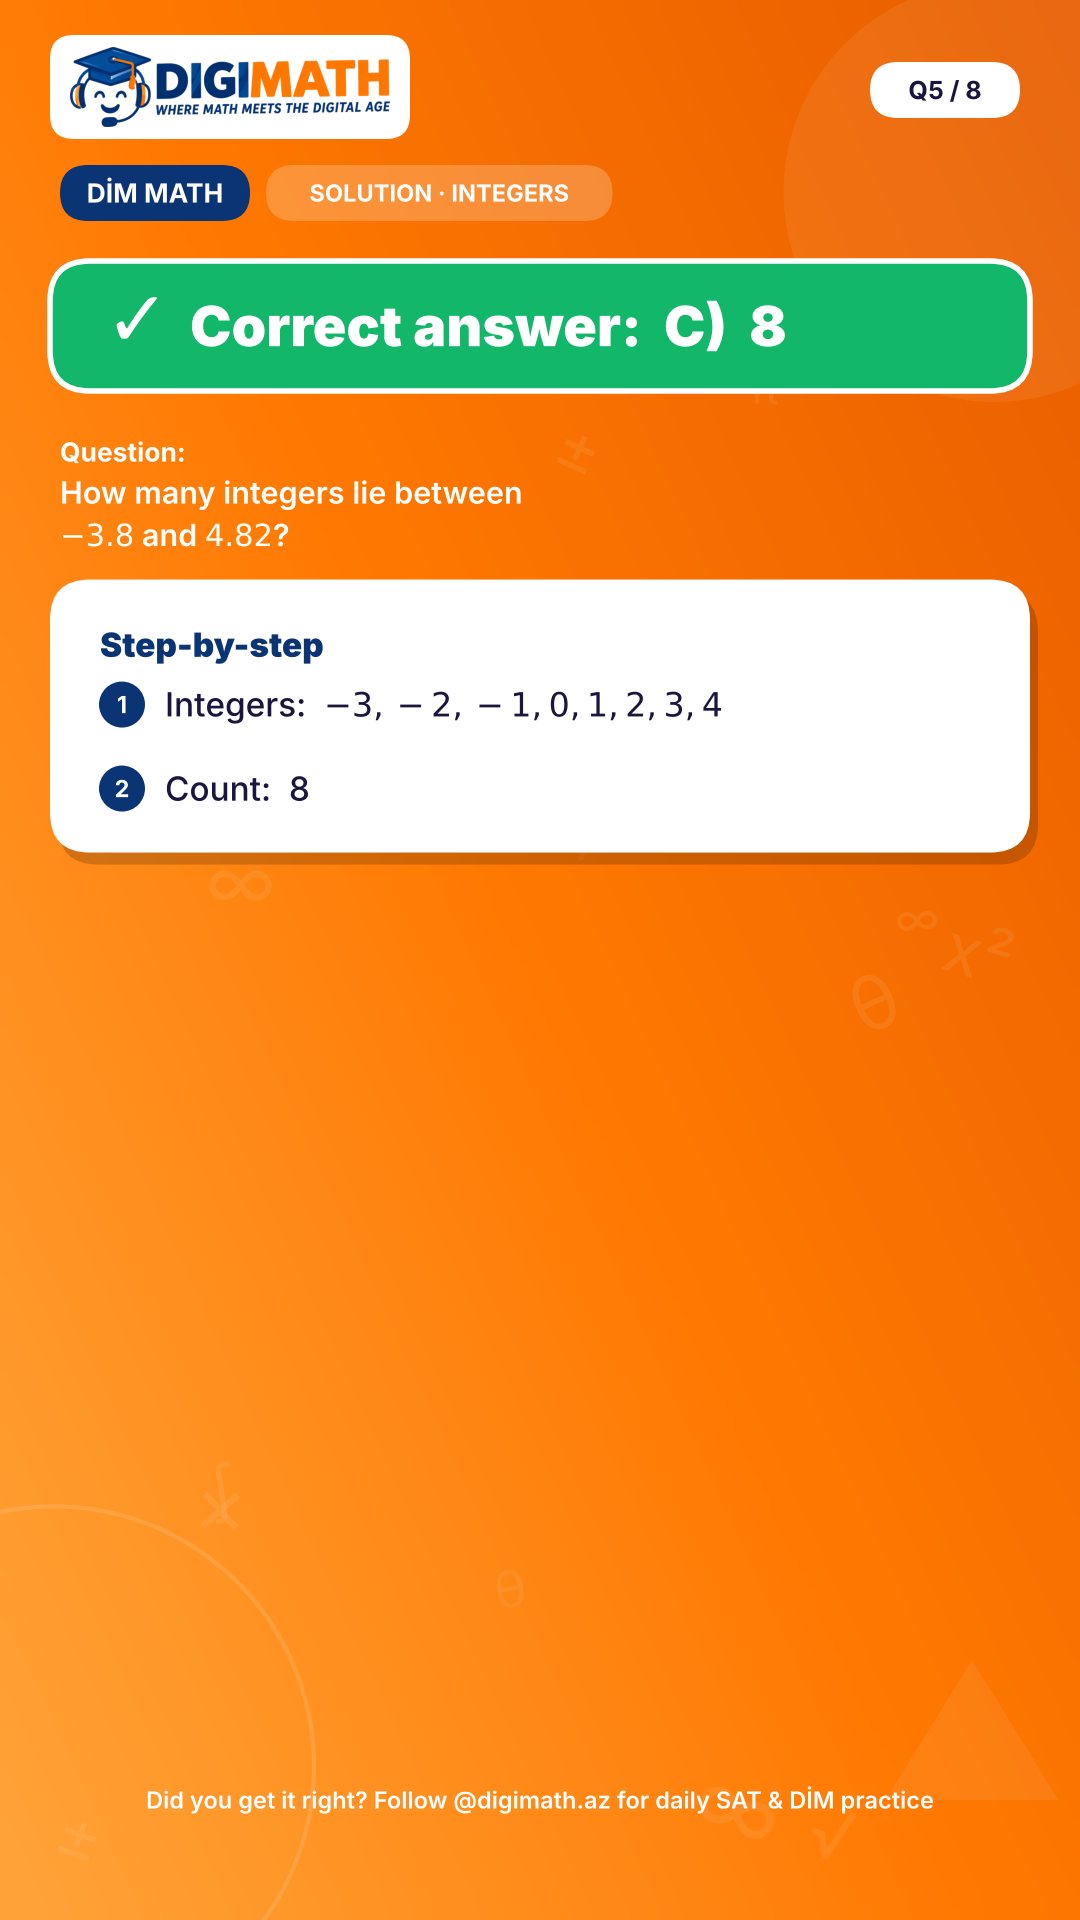 DIGIMATH
WHERE MATH MEETS THE DIGITAL AGE
Q5 / 8
DİM MATH
SOLUTION · INTEGERS
✓ Correct answer: C) 8
π
±
Question:
How many integers lie between
−3.8 and 4.82?
Step-by-step
1 Integers: −3, −2, −1, 0, 1, 2, 3, 4
2 Count: 8
∞
∞
x²
θ
∫
×
θ
Did you get it right? Follow @digimath.az for daily SAT & DİM practice
∞
√
±